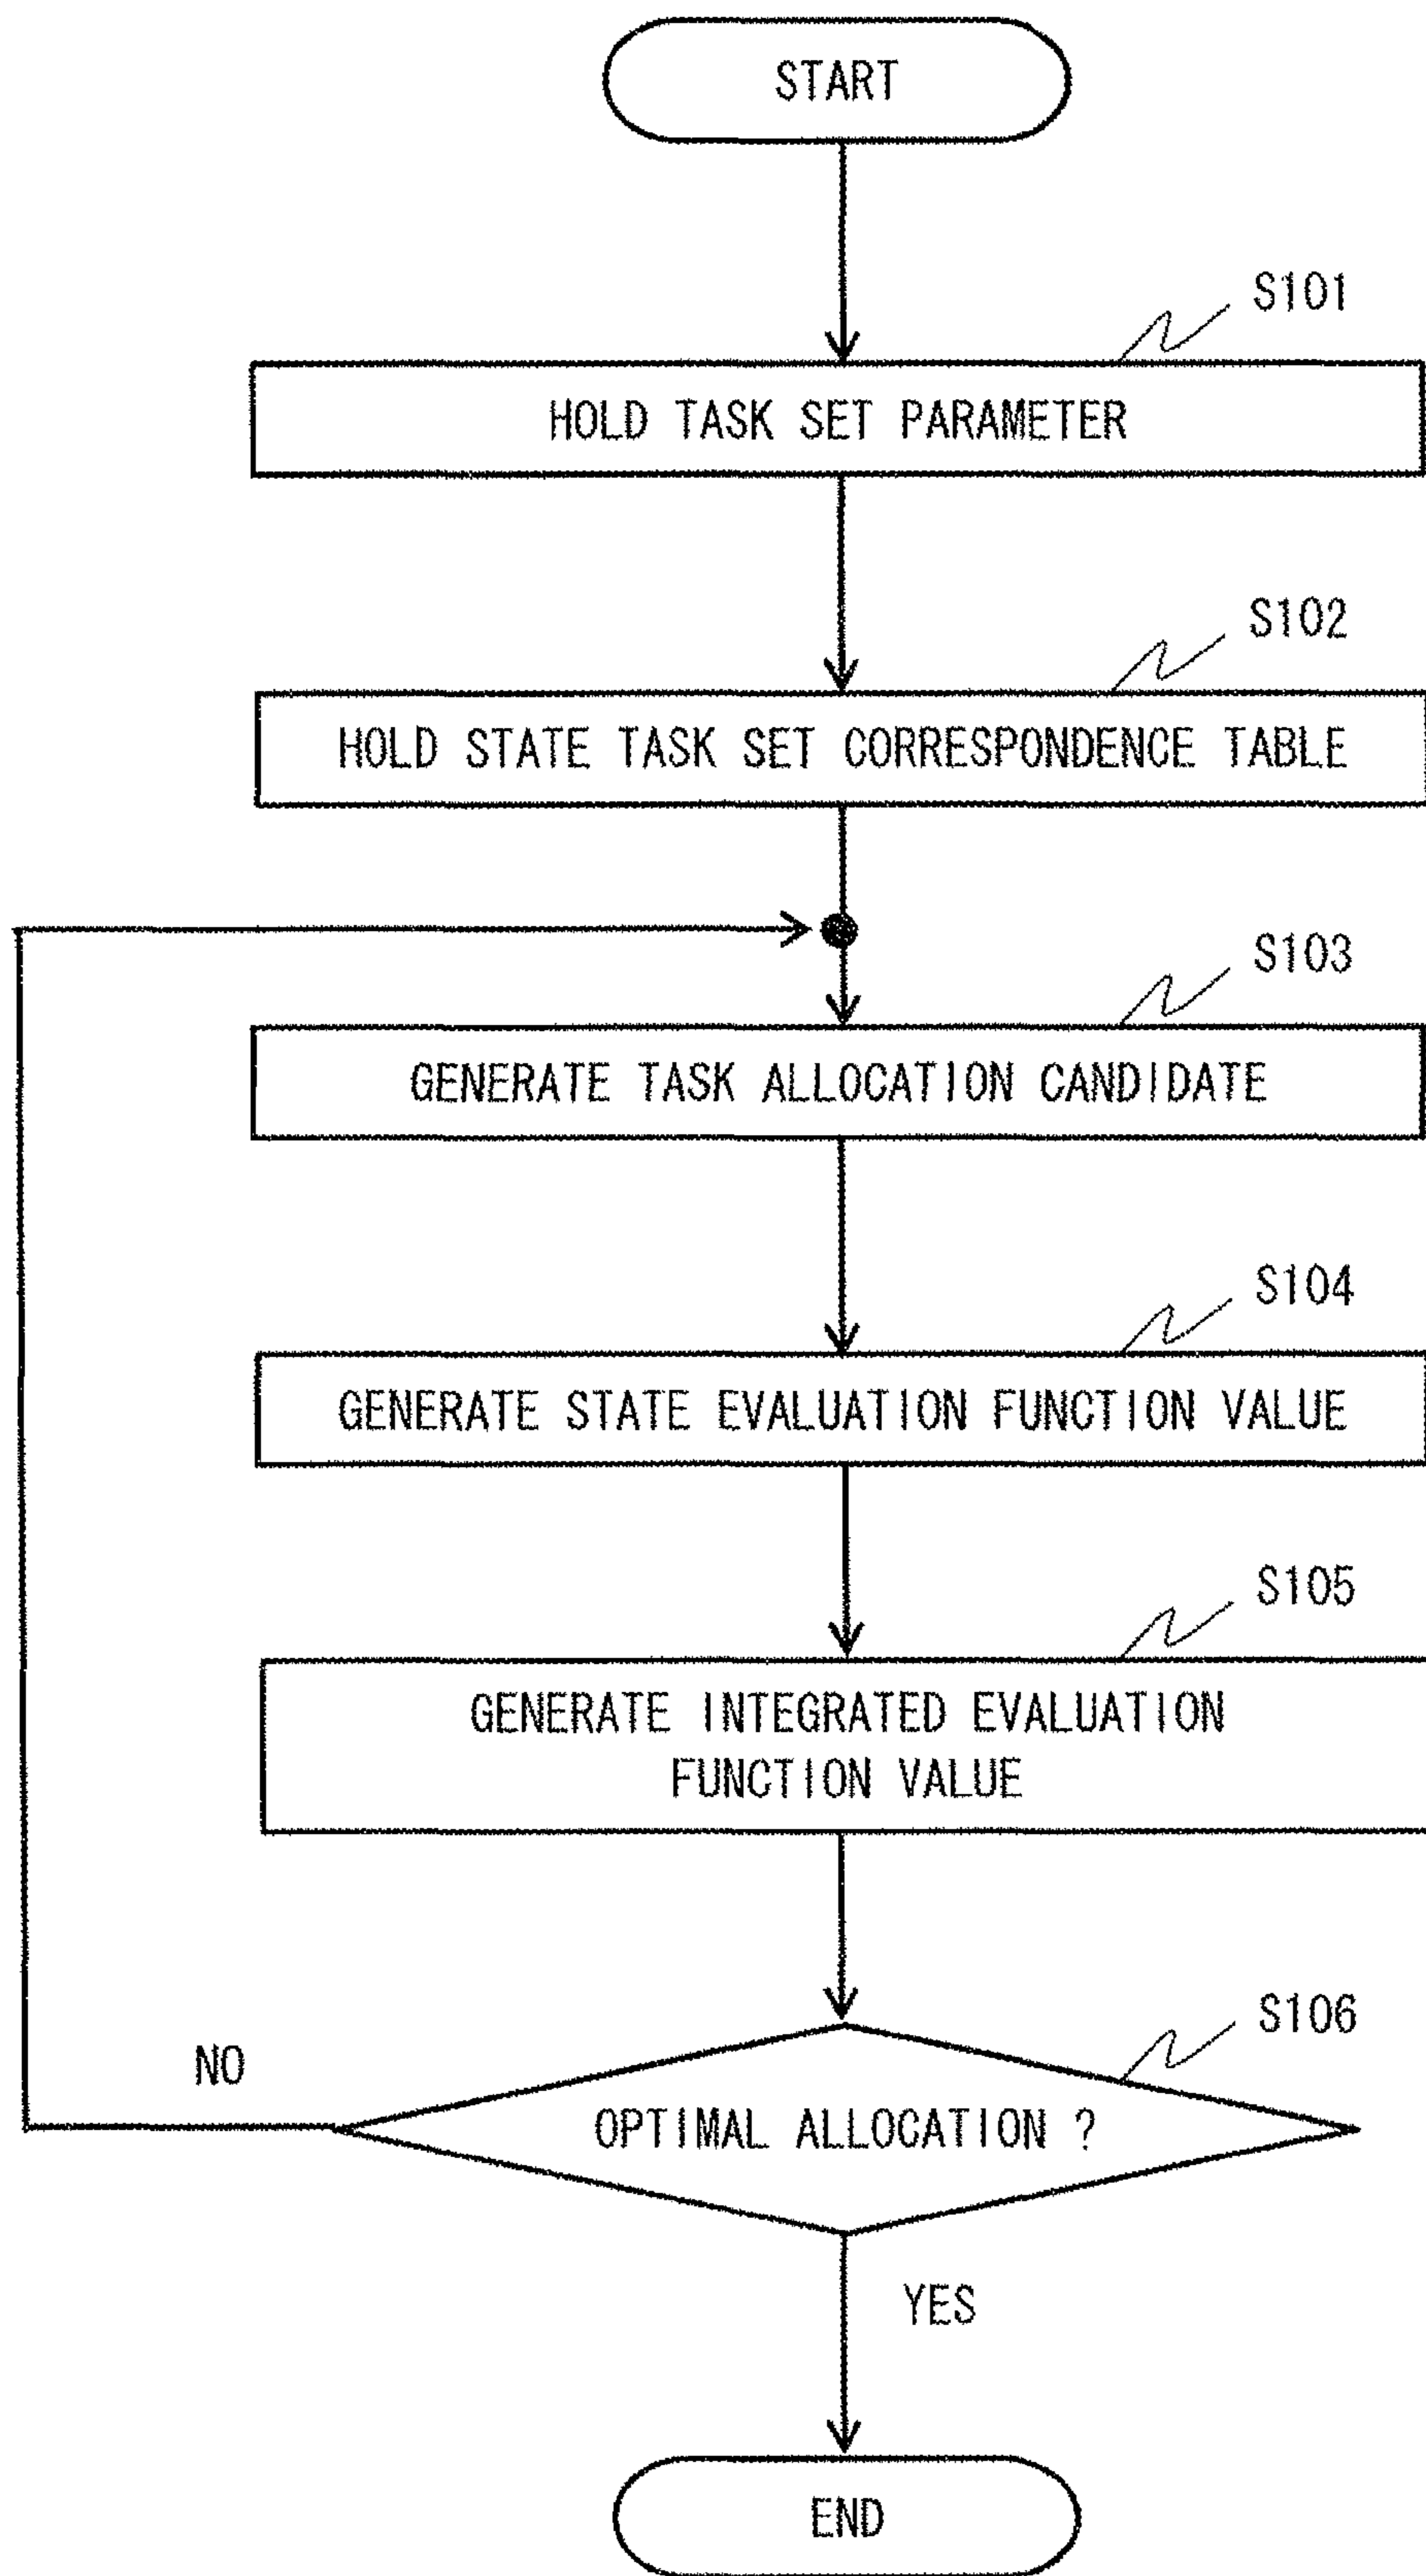 START
S101
HOLD TASK SET PARAMETER
S102
HOLD STATE TASK SET CORRESPONDENCE TABLE
S103
GENERATE TASK ALLOCATION CANDIDATE
S104
GENERATE STATE EVALUATION FUNCTION VALUE
S105
GENERATE INTEGRATED EVALUATION
FUNCTION VALUE
S106
NO
OPTIMAL ALLOCATION ?
YES
END